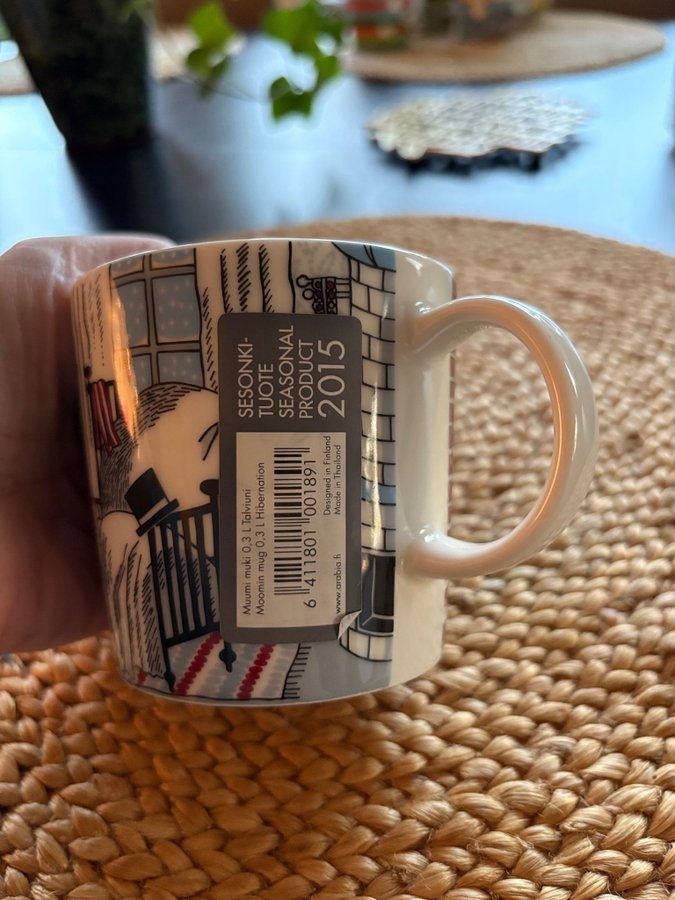 SESONKI-
TUOTE
SEASONAL
PRODUCT
2015
Muumi muki 0,3 L Talviuni
Moomin mug 0,3 L Hibernation
6 411801 001891
Designed in Finland
Made in Thailand
www.arabia.fi